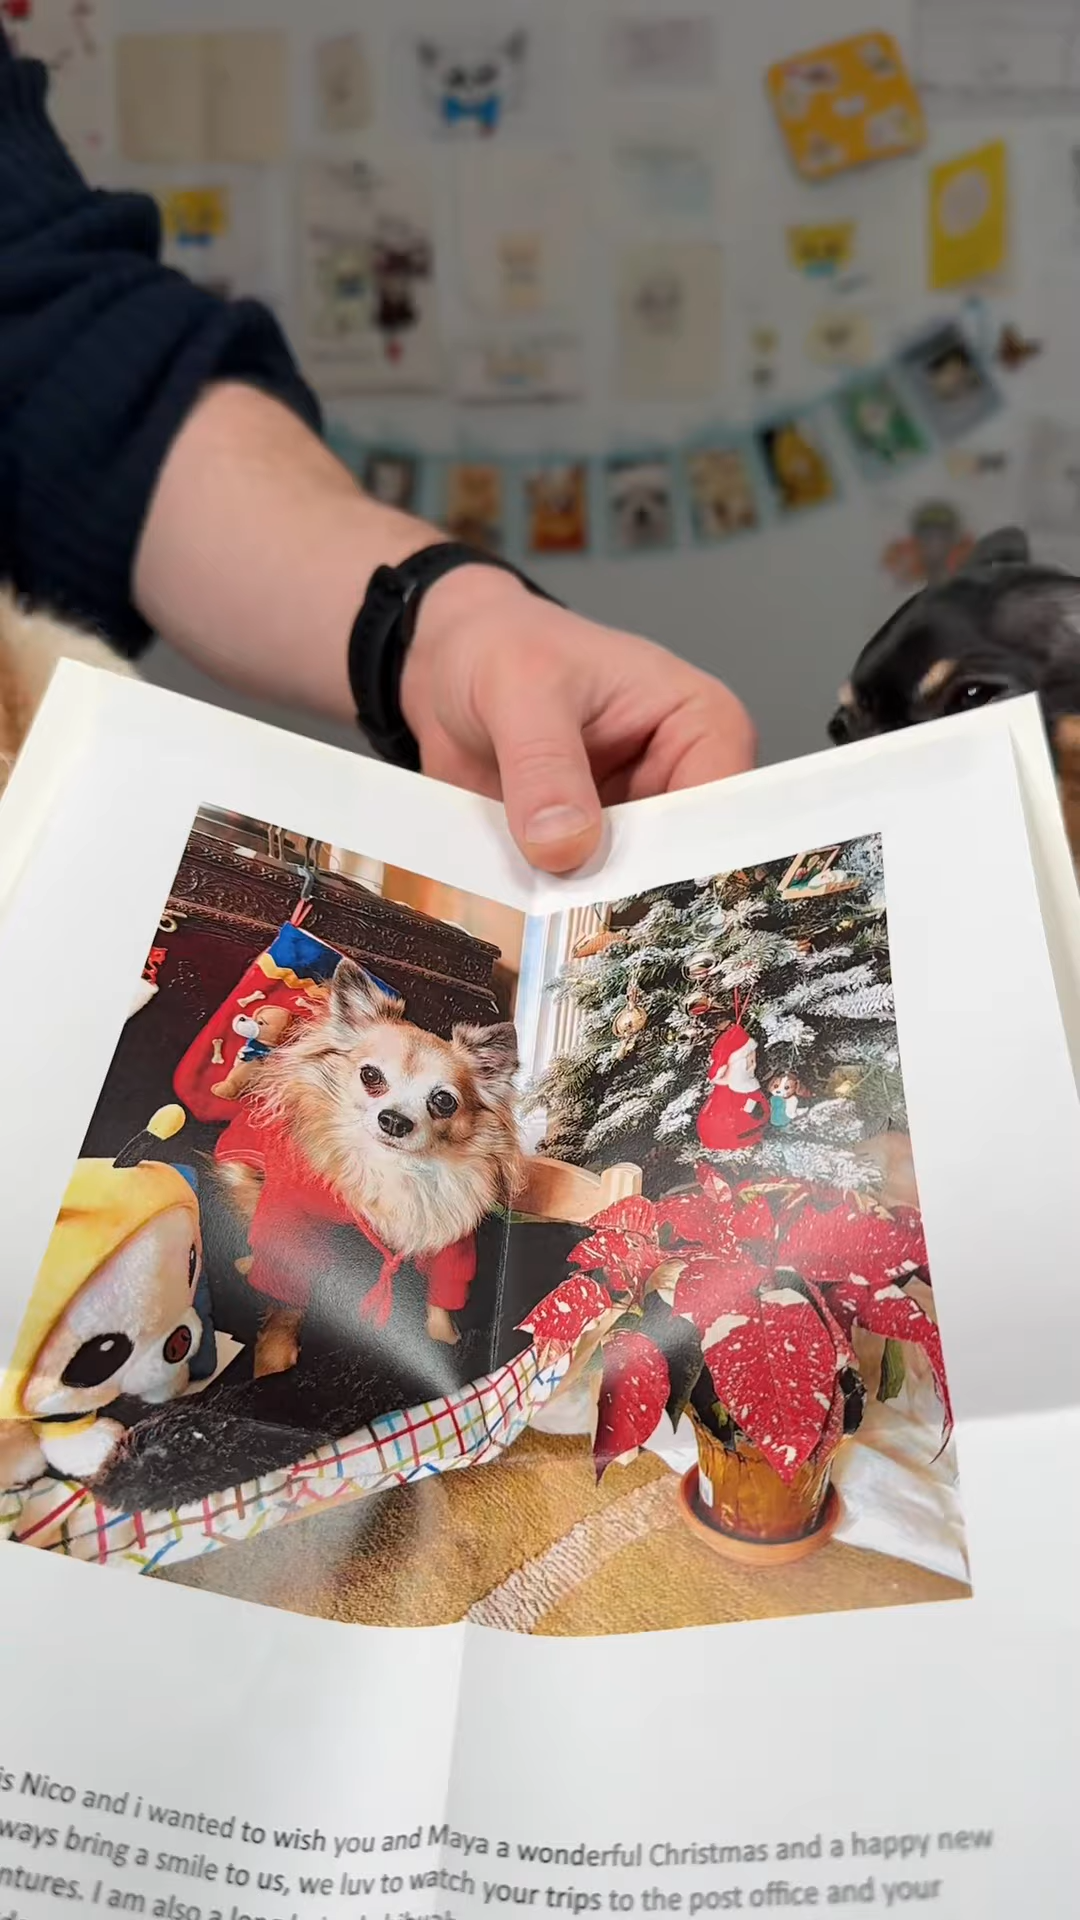 is Nico and i wanted to wish you and Maya a wonderful Christmas and a happy new
ways bring a smile to us, we luv to watch your trips to the post office and your
ntures. I am also a